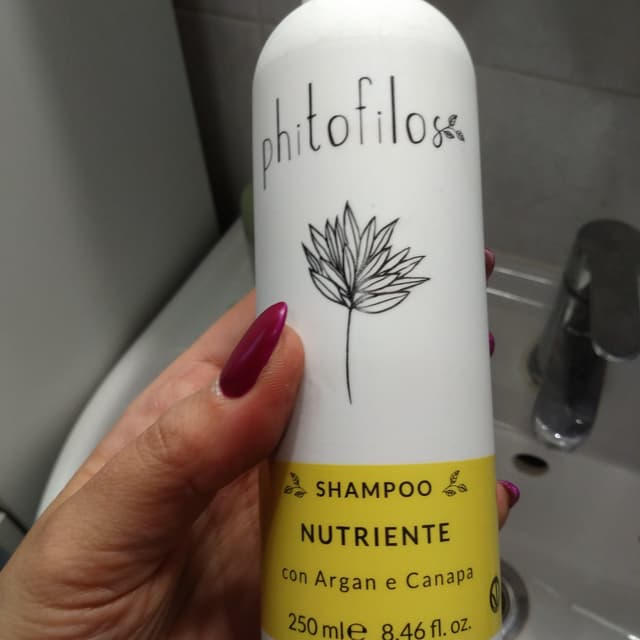 phitofilos
SHAMPOO
NUTRIENTE
con Argan e Canapa
250 ml e 8.46 fl. oz.